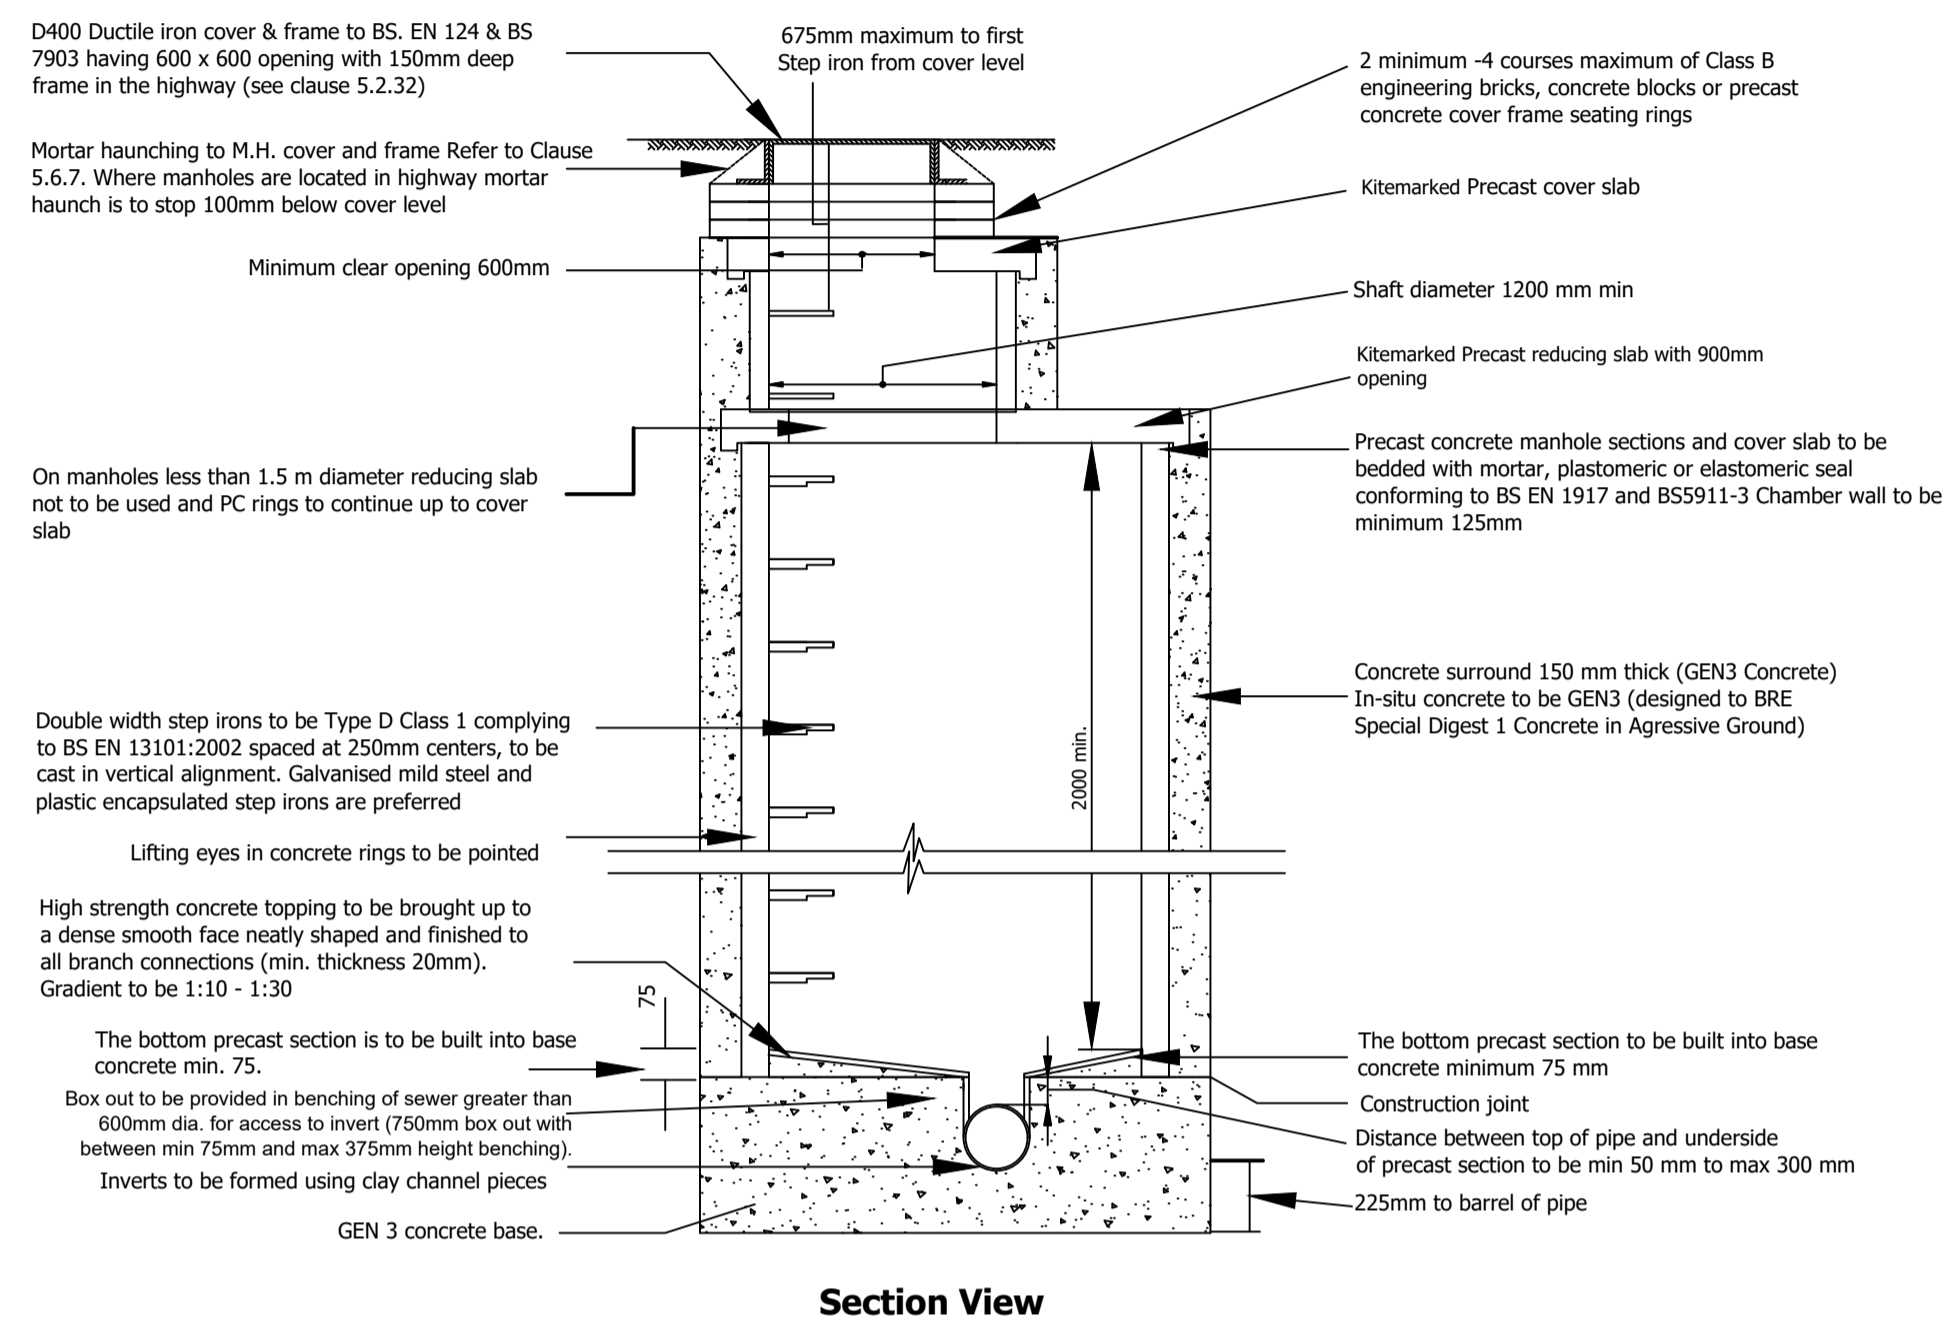 D400 Ductile iron cover & frame to BS. EN 124 & BS
7903 having 600 x 600 opening with 150mm deep
frame in the highway (see clause 5.2.32)
675mm maximum to first
Step iron from cover level
2 minimum -4 courses maximum of Class B
engineering bricks, concrete blocks or precast
concrete cover frame seating rings
Mortar haunching to M.H. cover and frame Refer to Clause
5.6.7. Where manholes are located in highway mortar
haunch is to stop 100mm below cover level
Kitemarked Precast cover slab
Minimum clear opening 600mm
Shaft diameter 1200 mm min
Kitemarked Precast reducing slab with 900mm
opening
On manholes less than 1.5 m diameter reducing slab
not to be used and PC rings to continue up to cover
slab
Precast concrete manhole sections and cover slab to be
bedded with mortar, plastomeric or elastomeric seal
conforming to BS EN 1917 and BS5911-3 Chamber wall to be
minimum 125mm
Concrete surround 150 mm thick (GEN3 Concrete)
In-situ concrete to be GEN3 (designed to BRE
Special Digest 1 Concrete in Agressive Ground)
Double width step irons to be Type D Class 1 complying
to BS EN 13101:2002 spaced at 250mm centers, to be
cast in vertical alignment. Galvanised mild steel and
plastic encapsulated step irons are preferred
2000 min.
Lifting eyes in concrete rings to be pointed
High strength concrete topping to be brought up to
a dense smooth face neatly shaped and finished to
all branch connections (min. thickness 20mm).
Gradient to be 1:10 - 1:30
75
The bottom precast section is to be built into base
concrete min. 75.
The bottom precast section to be built into base
concrete minimum 75 mm
Box out to be provided in benching of sewer greater than
600mm dia. for access to invert (750mm box out with
between min 75mm and max 375mm height benching).
Construction joint
Distance between top of pipe and underside
of precast section to be min 50 mm to max 300 mm
Inverts to be formed using clay channel pieces
225mm to barrel of pipe
GEN 3 concrete base.
Section View